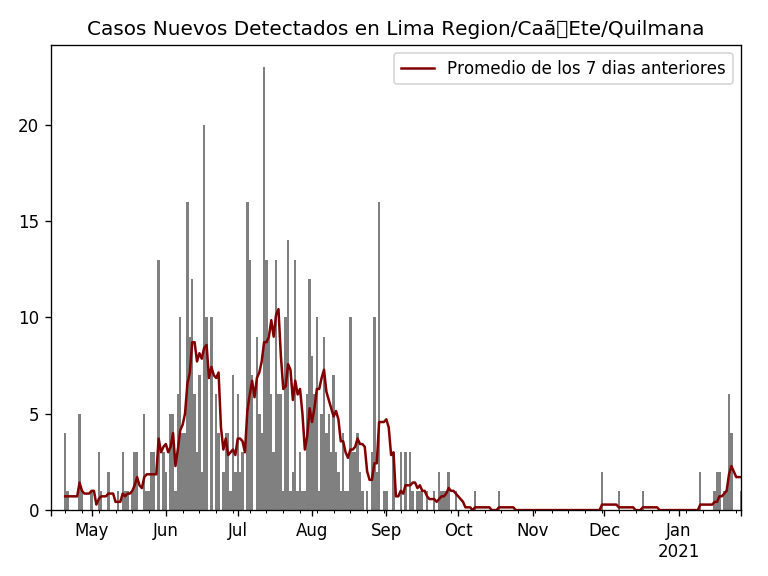 Casos Nuevos Detectados en Lima Region/Caã▯Ete/Quilmana
Promedio de los 7 dias anteriores
20
15
10
5
0
May Jun Jul Aug Sep Oct Nov Dec Jan
2021